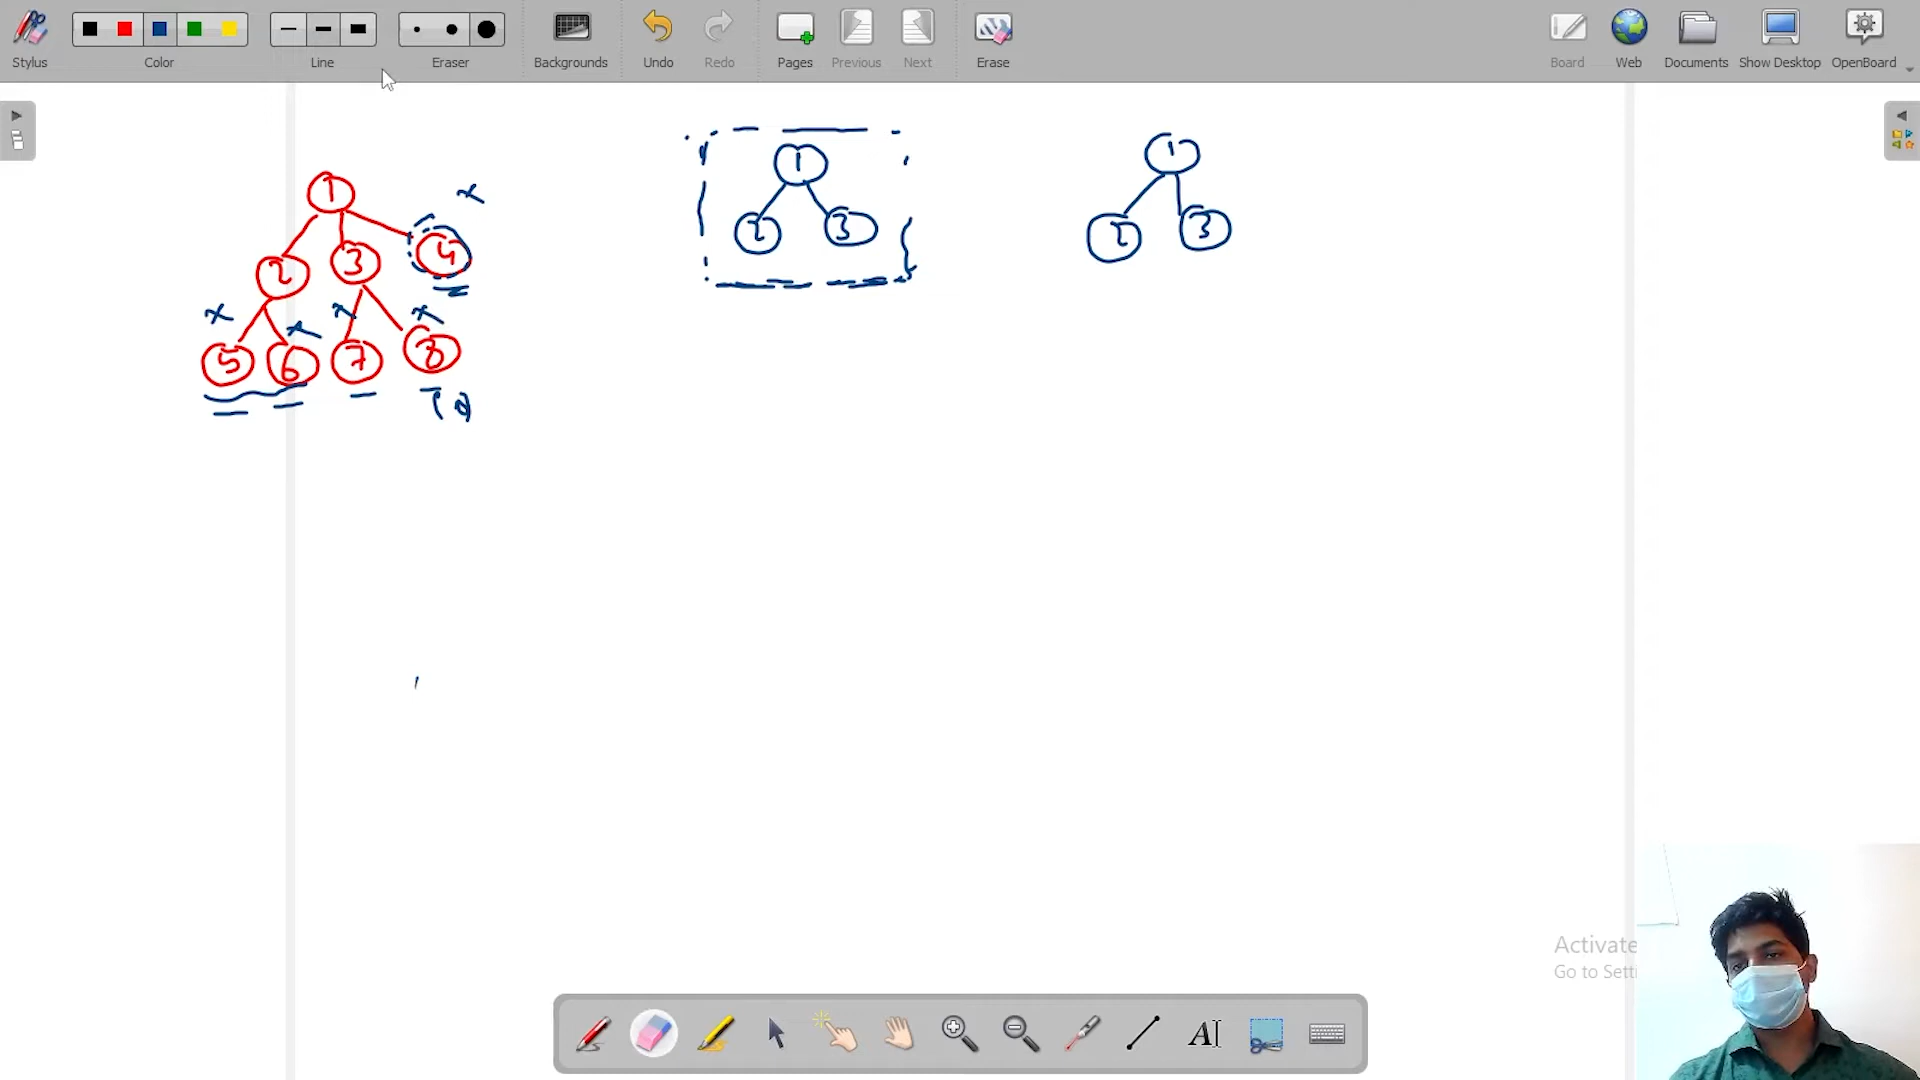 Stylus Color Line Eraser Backgrounds Undo Redo Pages Previous Next Erase Board Web Documents Show Desktop OpenBoard
1
2 3 4
5 6 7 8
1
2 3
1
2 3
Activate
Go to Setti
A